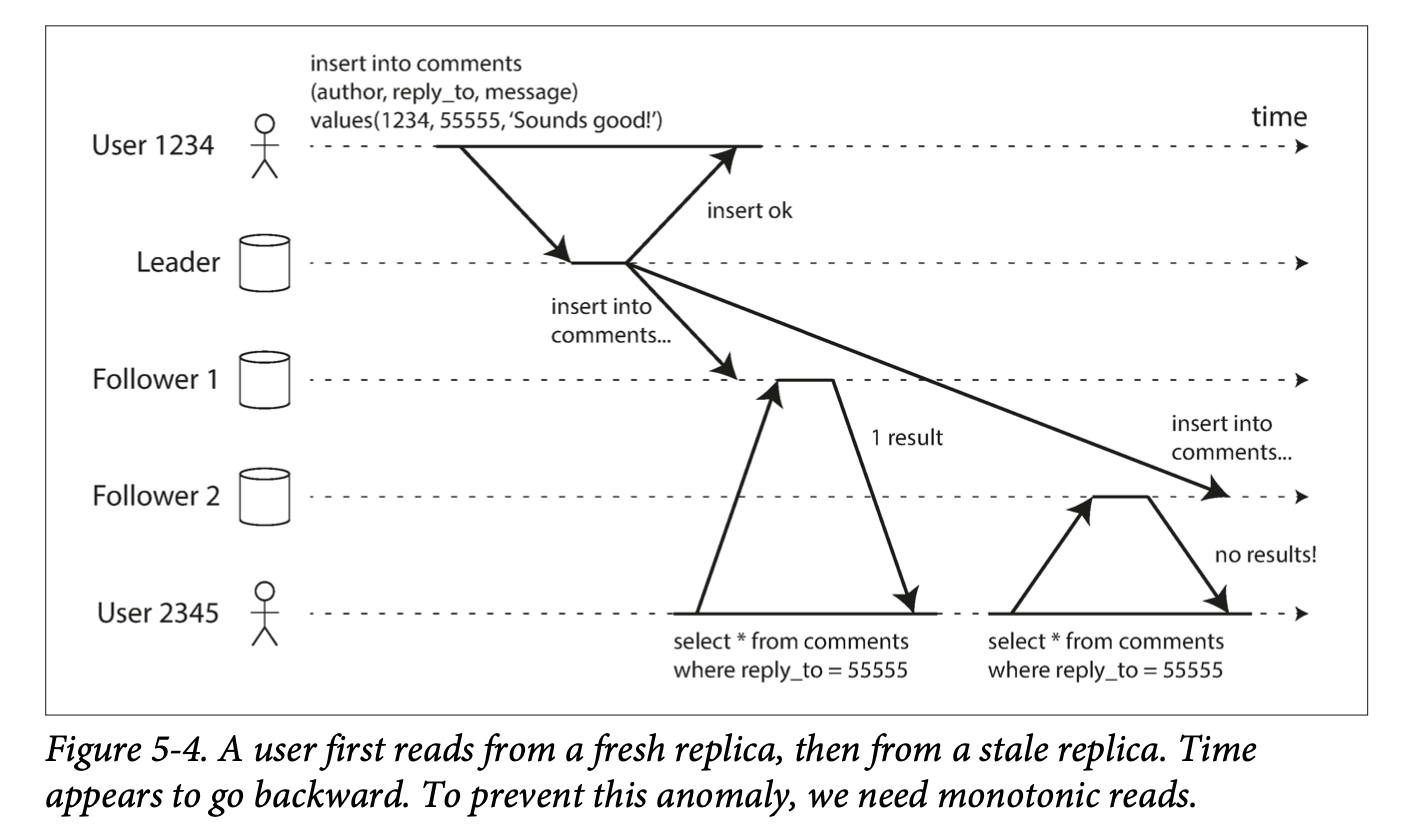 insert into comments
(author, reply_to, message)
values(1234, 55555, ‘Sounds good!’)
time
User 1234
insert ok
Leader
insert into
comments...
Follower 1
1 result
insert into
comments...
Follower 2
no results!
User 2345
select * from comments
where reply_to = 55555
select * from comments
where reply_to = 55555
Figure 5-4. A user first reads from a fresh replica, then from a stale replica. Time
appears to go backward. To prevent this anomaly, we need monotonic reads.